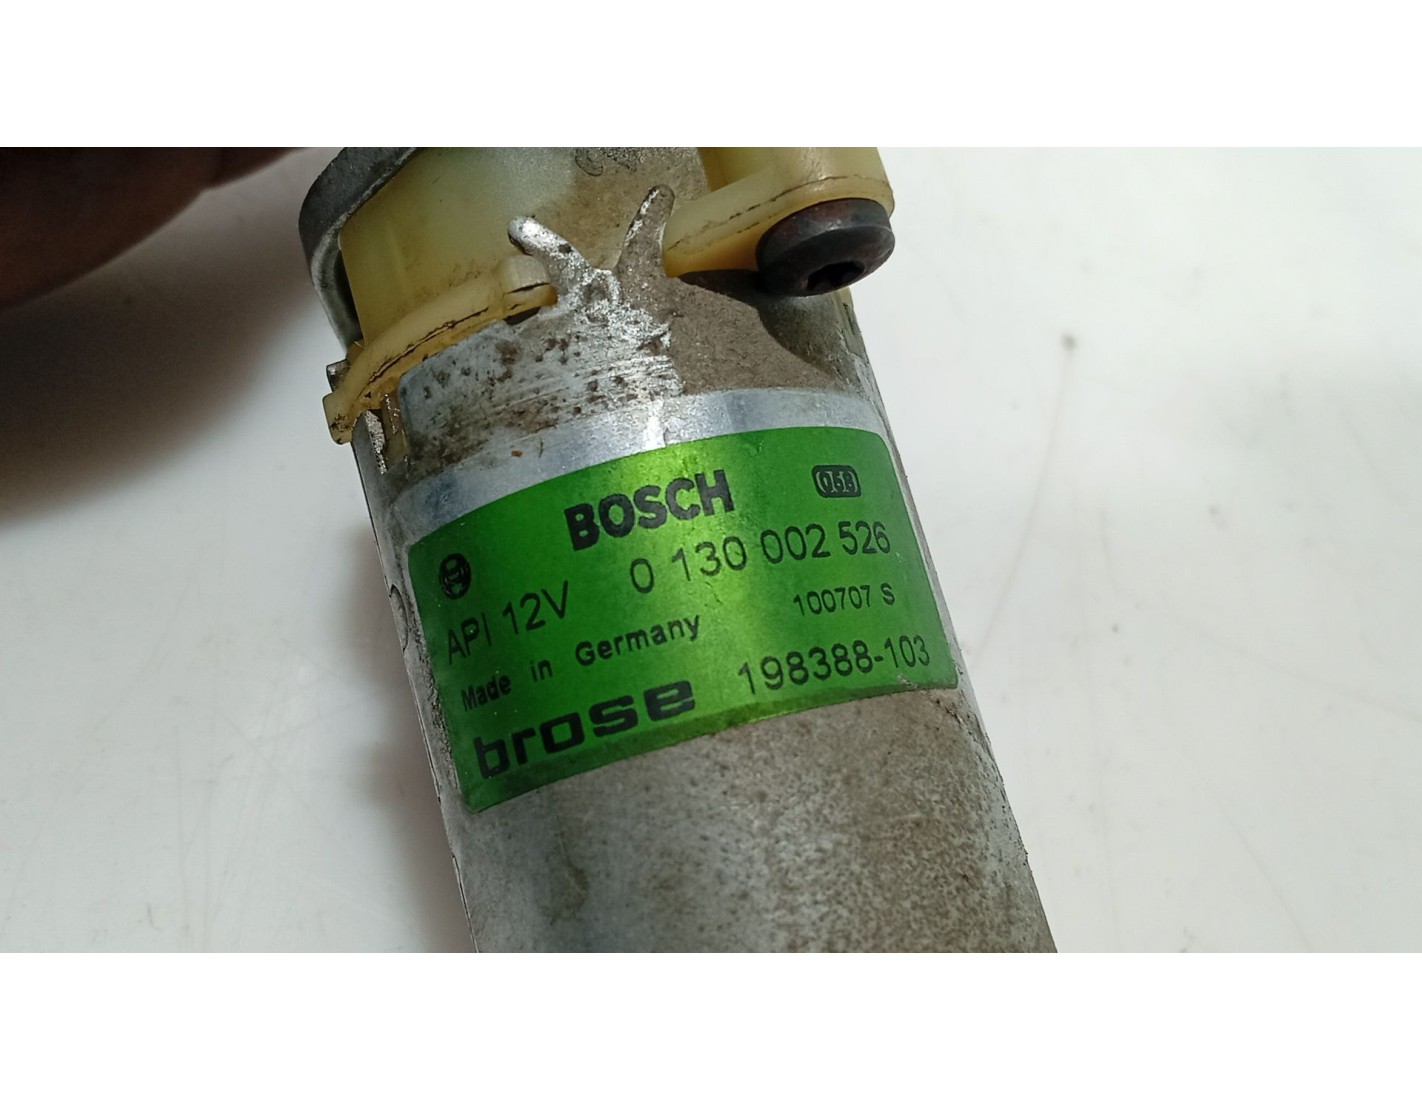 BOSCH
API 12V 0 130 002 526
Made in Germany 100707 S
brose 198388-103